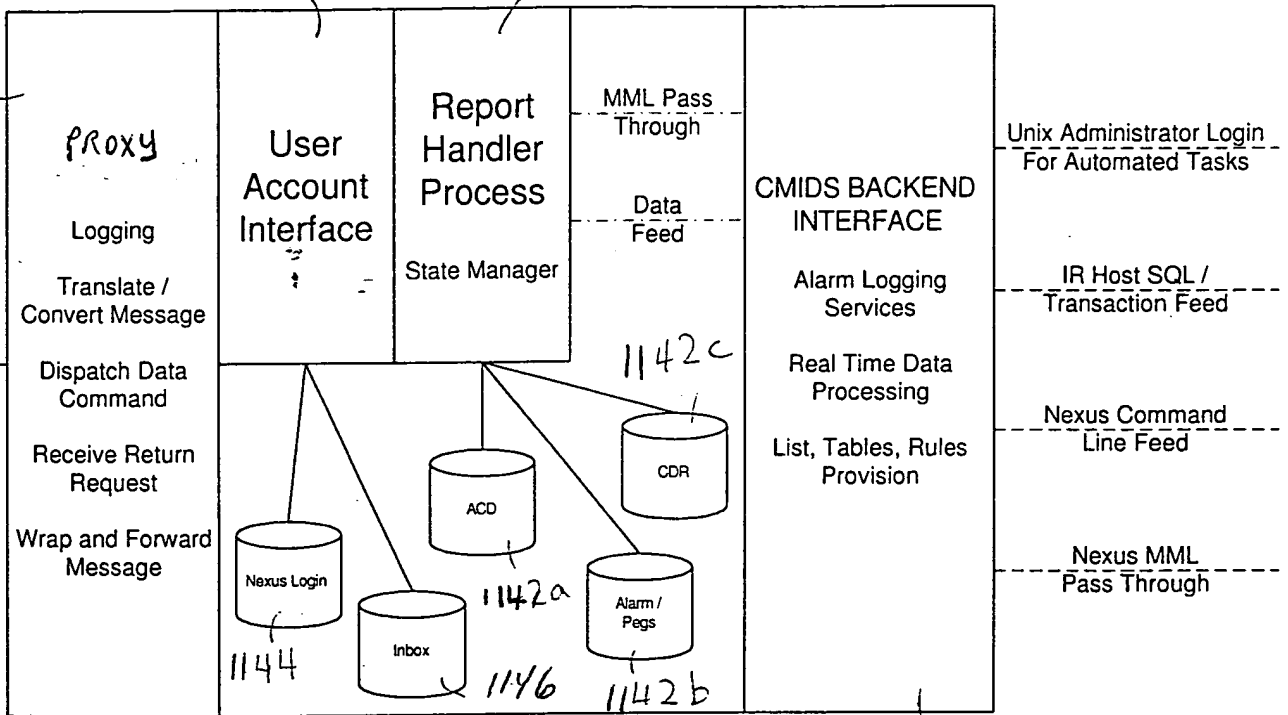 PROXY
Logging
Translate /
Convert Message
Dispatch Data
Command
Receive Return
Request
Wrap and Forward
Message
User
Account
Interface
Report
Handler
Process
State Manager
MML Pass
Through
Data
Feed
CMIDS BACKEND
INTERFACE
Alarm Logging
Services
Real Time Data
Processing
List, Tables, Rules
Provision
Unix Administrator Login
For Automated Tasks
IR Host SQL /
Transaction Feed
Nexus Command
Line Feed
Nexus MML
Pass Through
1142c
CDR
ACD
1142a
Nexus Login
1144
Inbox
1146
Alarm /
Pegs
1142b